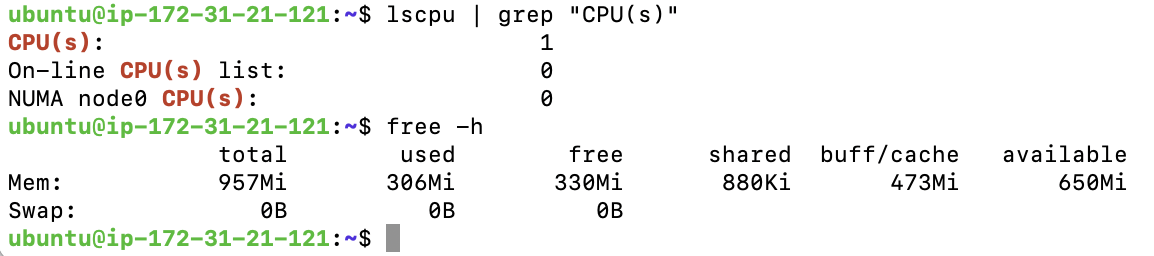 ubuntu@ip-172-31-21-121:~$ lscpu | grep "CPU(s)"
CPU(s):                                1
On-line CPU(s) list:                   0
NUMA node0 CPU(s):                     0
ubuntu@ip-172-31-21-121:~$ free -h
               total        used        free      shared  buff/cache   available
Mem:           957Mi       306Mi       330Mi       880Ki       473Mi       650Mi
Swap:             0B          0B          0B
ubuntu@ip-172-31-21-121:~$